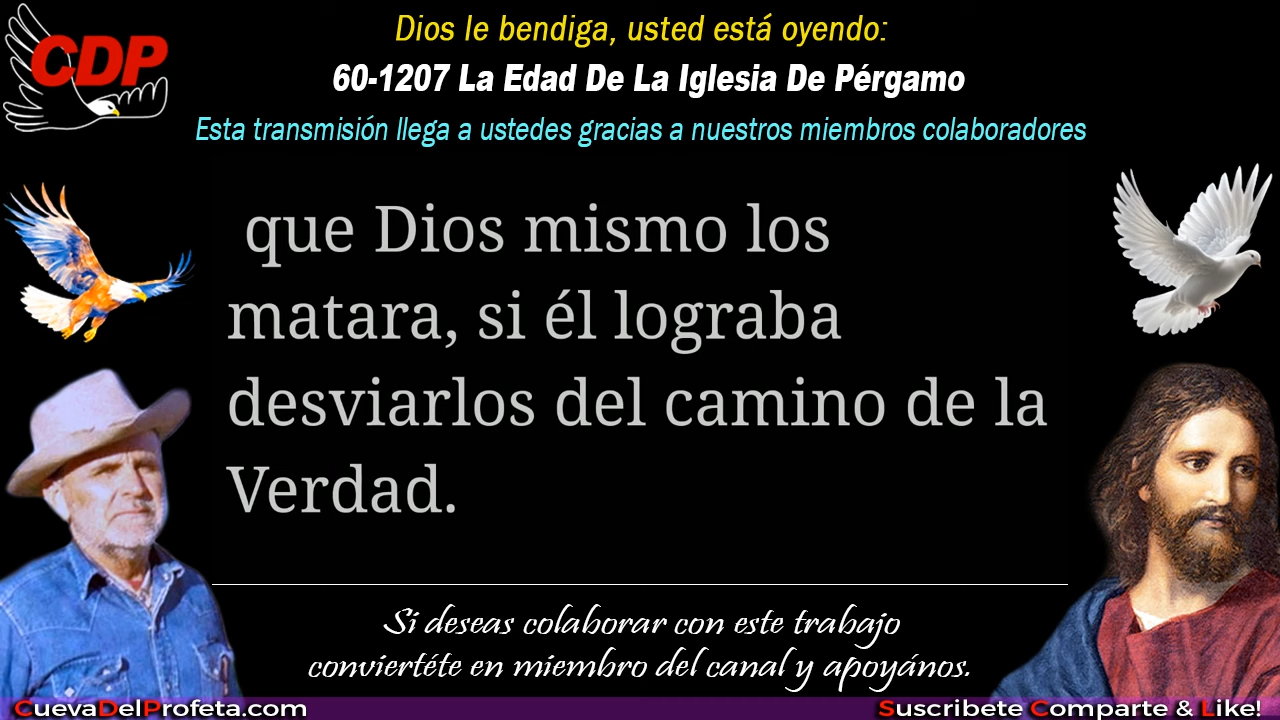 CDP
Dios le bendiga, usted está oyendo:
60-1207 La Edad De La Iglesia De Pérgamo
Esta transmisión llega a ustedes gracias a nuestros miembros colaboradores
que Dios mismo los
matara, si él lograba
desviarlos del camino de la
Verdad.
Si deseas colaborar con este trabajo
conviertéte en miembro del canal y apoyános.
CuevaDelProfeta.com
Suscribete Comparte & Like!